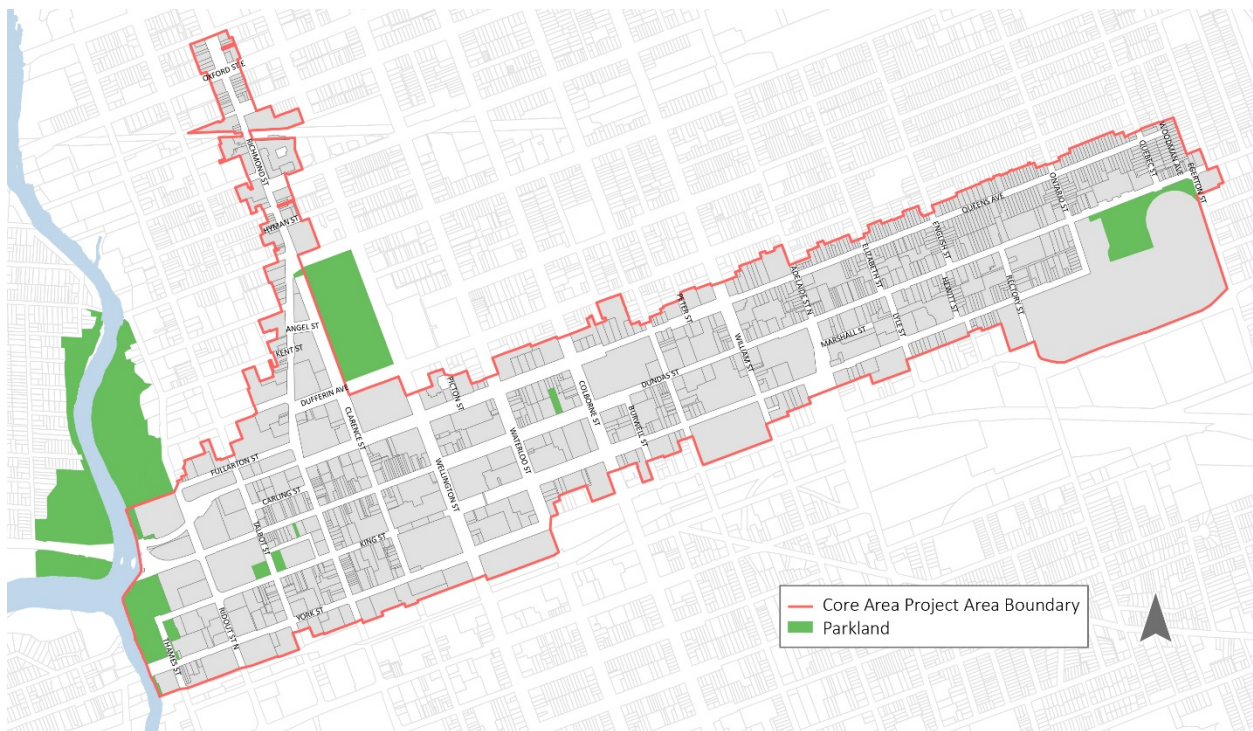 OXFORD ST E
RICHMOND ST
HYMAN ST
ANGEL ST
KENT ST
DUFFERIN AVE
CLARENCE ST
PICTON ST
FULLARTON ST
CARLING ST
TALBOT ST
KING ST
WELLINGTON ST
WATERLOO ST
COLBORNE ST
BURWELL ST
DUNDAS ST
PETER ST
WILLIAM ST
ADELAIDE ST N
MARSHALL ST
ELIZABETH ST
LYLE ST
ENGLISH ST
HEWITT ST
QUEENS AVE
RECTORY ST
ONTARIO ST
QUEBEC ST
WOODMAN AVE
EGERTON ST
RIDOUT ST N
THAMES ST
YORK ST
Core Area Project Area Boundary
Parkland